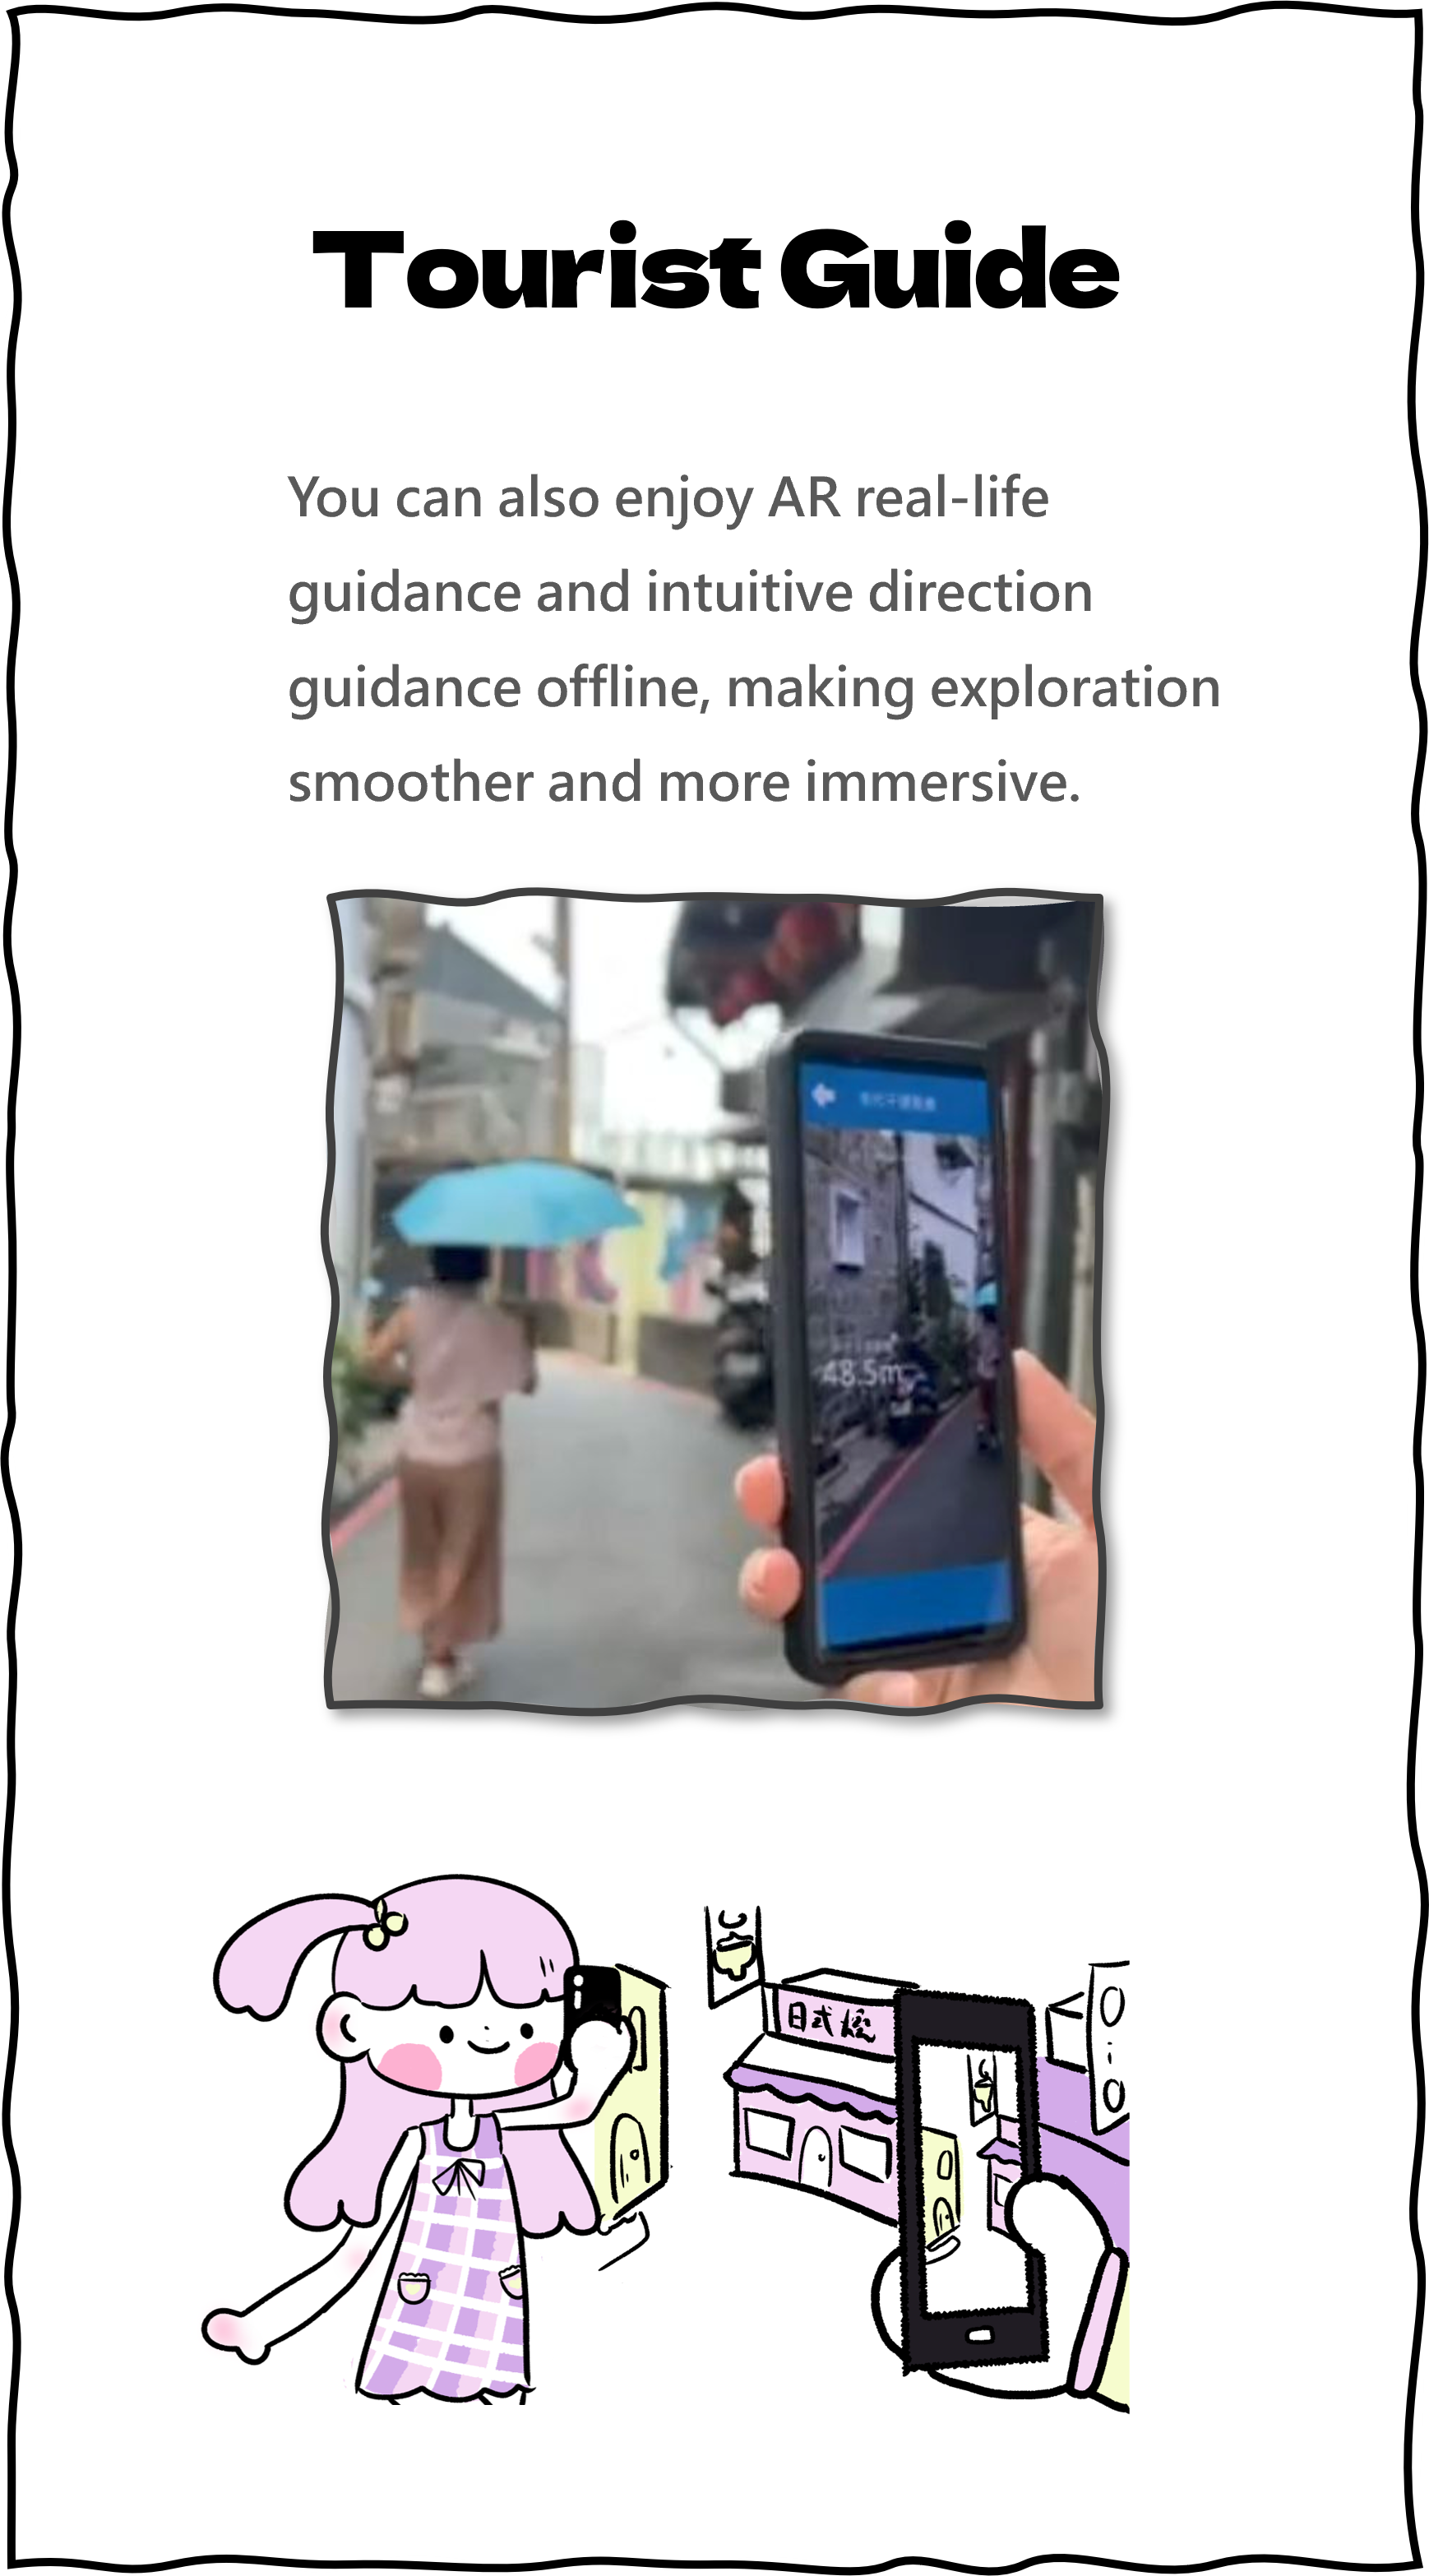 Tourist Guide
You can also enjoy AR real-life
guidance and intuitive direction
guidance offline, making exploration
smoother and more immersive.
48.5m
日式